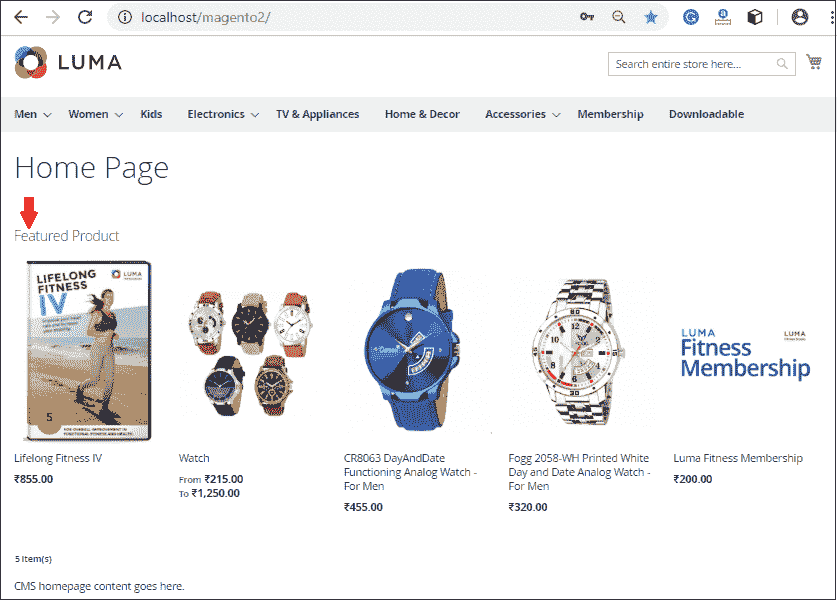 localhost/magento2/
LUMA
Search entire store here...
Men Women Kids Electronics TV & Appliances Home & Decor Accessories Membership Downloadable
Home Page
Featured Product
LIFELONG
FITNESS
IV
LUMA
5
LUMA
LUMA
Fitness
Membership
Lifelong Fitness IV
₹855.00
Watch
From ₹215.00
To ₹1,250.00
CR8063 DayAndDate
Functioning Analog Watch -
For Men
₹455.00
Fogg 2058-WH Printed White
Day and Date Analog Watch -
For Men
₹320.00
Luma Fitness Membership
₹200.00
5 Item(s)
CMS homepage content goes here.